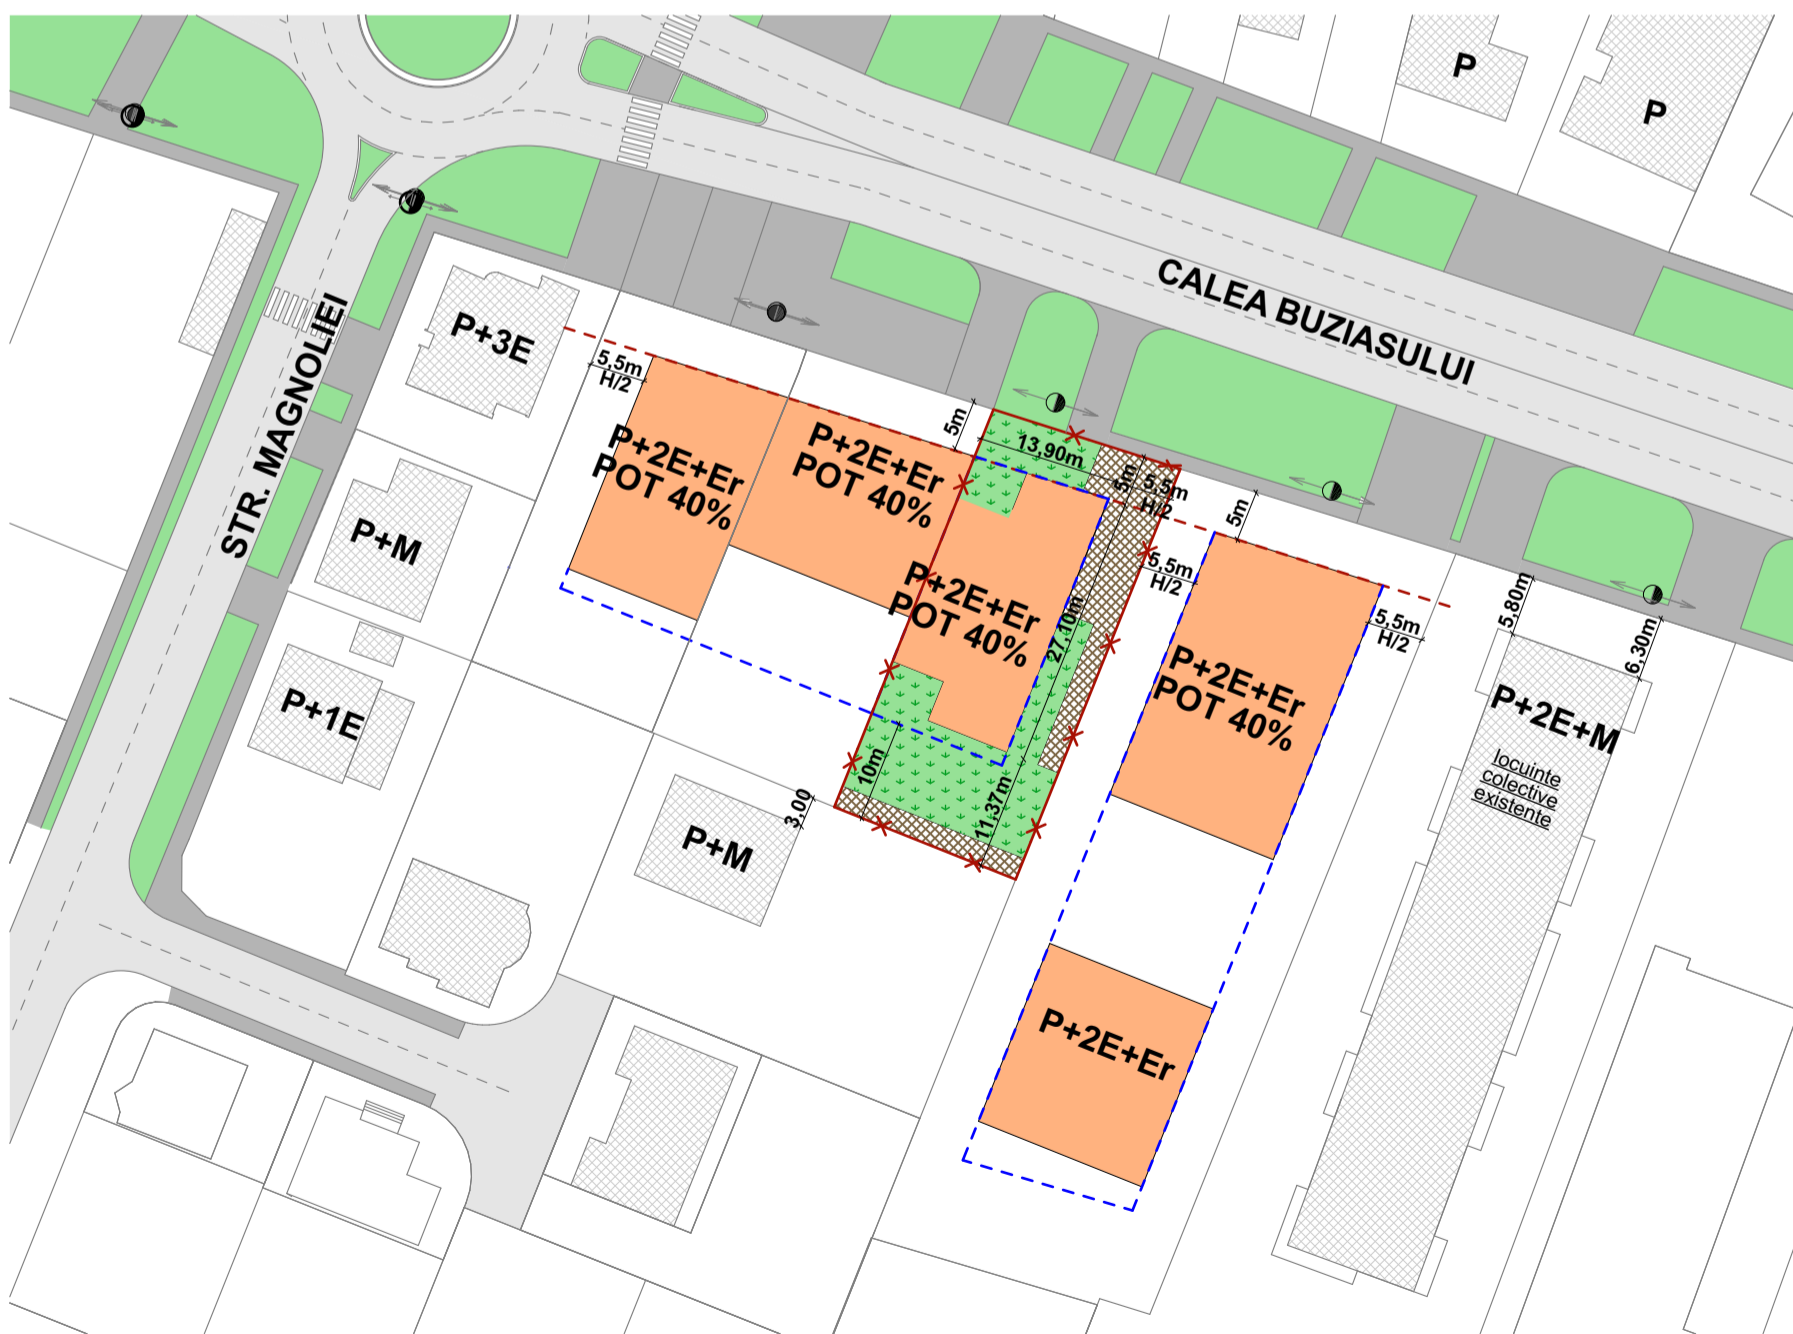 P
P
CALEA BUZIASULUI
STR. MAGNOLIEI
P+3E
5,5m
H/2
P+2E+Er
POT 40%
P+2E+Er
POT 40%
5m
13,90m
5m
5,5m
H/2
5m
P+M
P+2E+Er
POT 40%
27,10m
5,5m
H/2
5,5m
H/2
5,80m
6,30m
P+2E+Er
POT 40%
P+2E+M
locuinte
colective
existente
P+1E
10m
11,37m
3,00
P+M
P+2E+Er